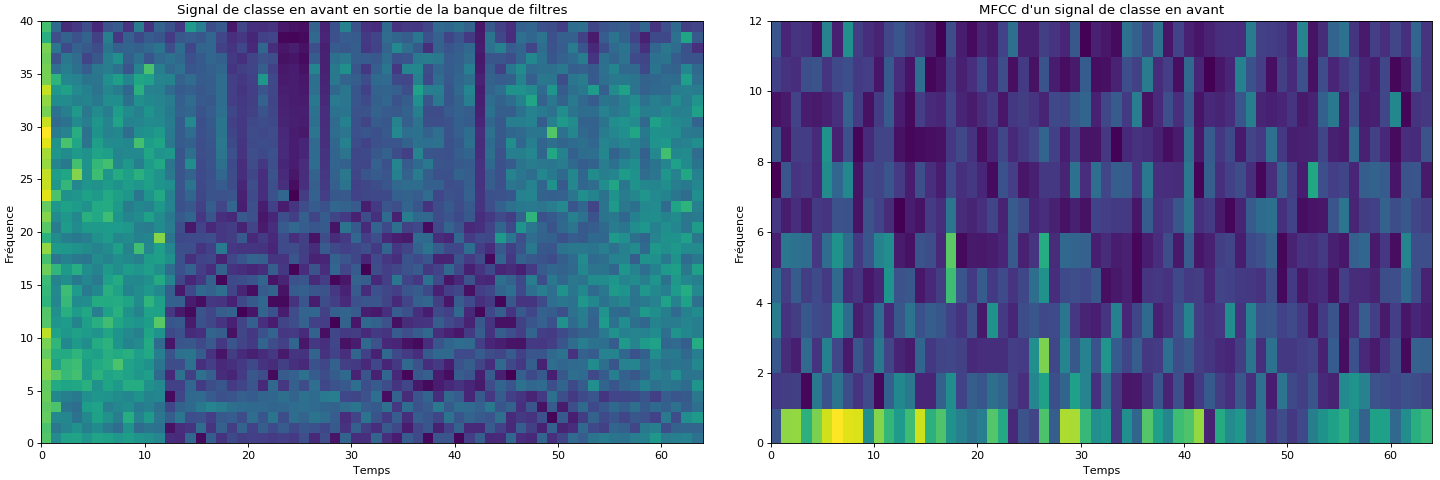 Signal de classe en avant en sortie de la banque de filtres
40
35
30
25
20
15
10
5
0
Fréquence
0 10 20 30 40 50 60
Temps
MFCC d'un signal de classe en avant
12
10
8
6
4
2
0
Fréquence
0 10 20 30 40 50 60
Temps